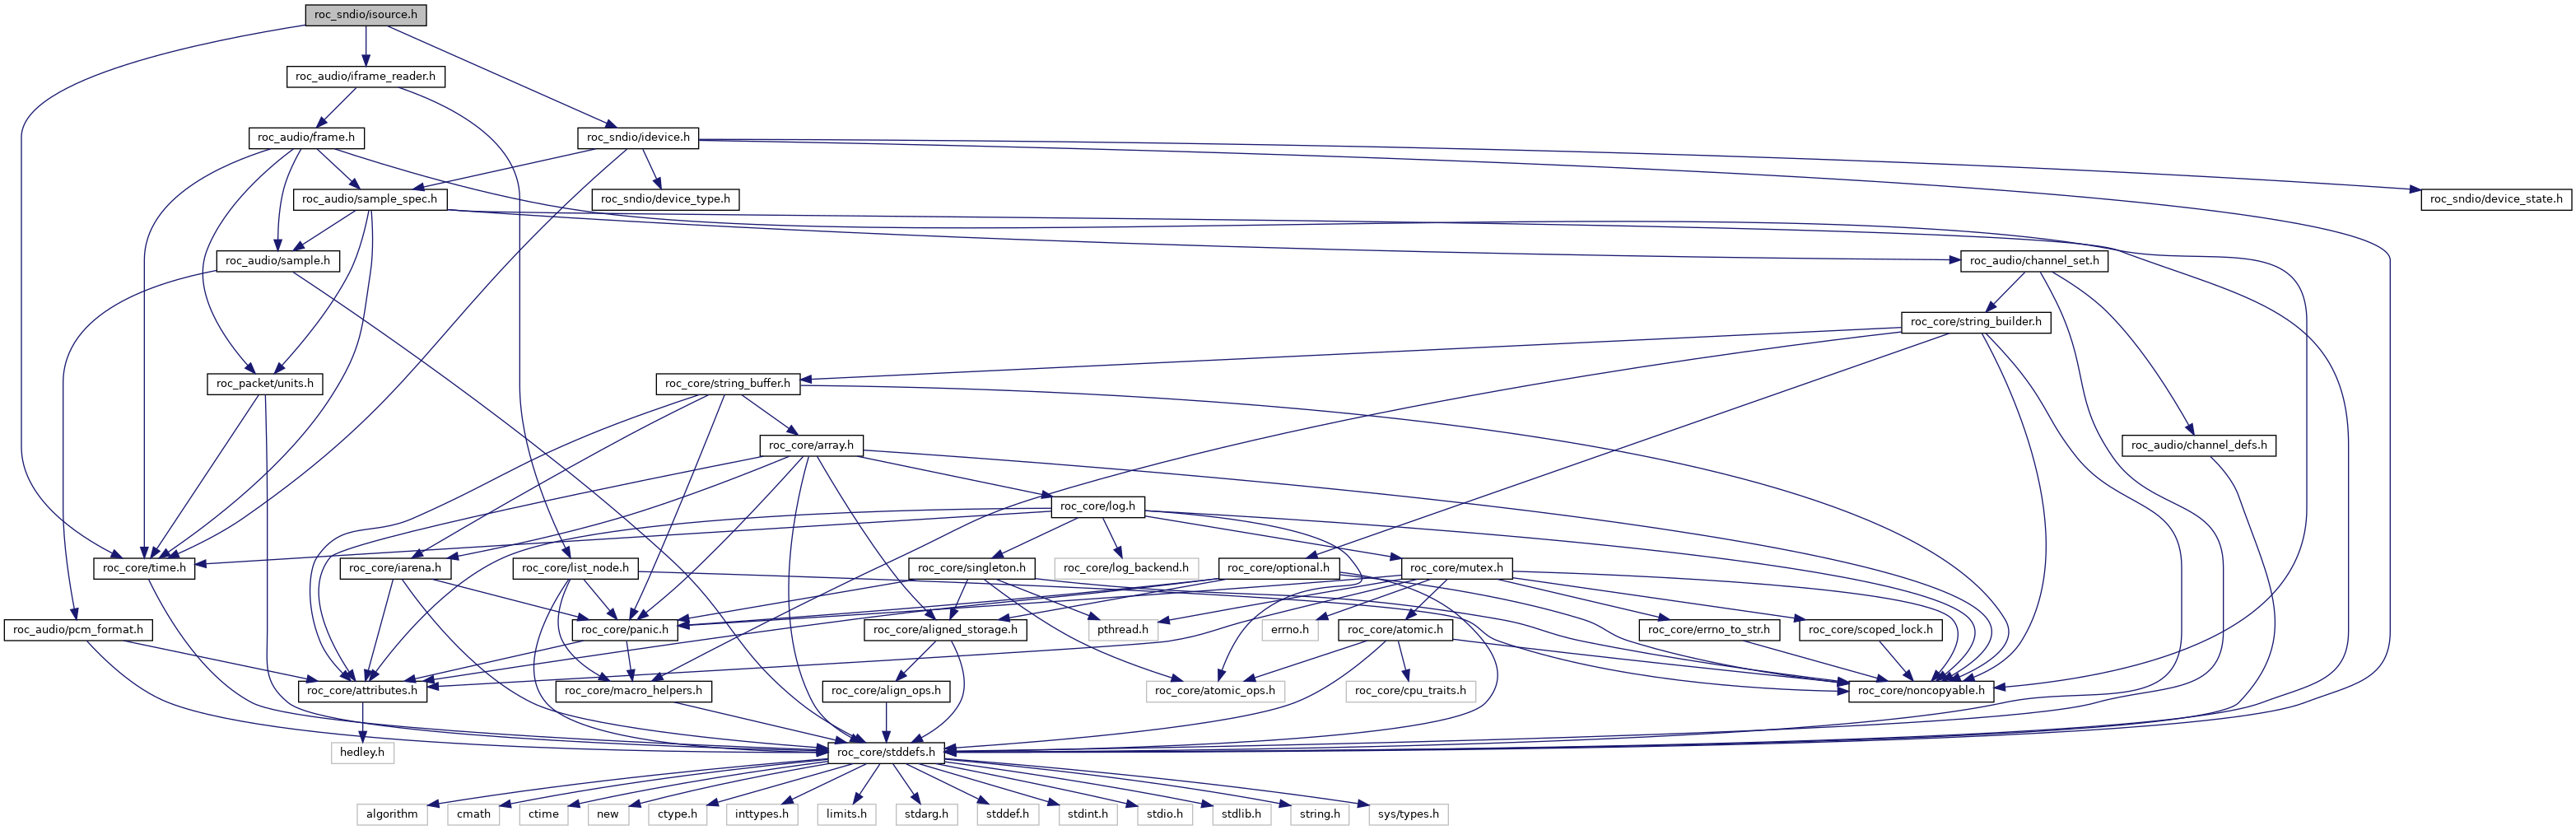 roc_sndio/isource.h
roc_audio/iframe_reader.h
roc_audio/frame.h
roc_sndio/idevice.h
roc_audio/sample_spec.h
roc_sndio/device_type.h
roc_sndio/device_state.h
roc_audio/sample.h
roc_audio/channel_set.h
roc_core/string_builder.h
roc_packet/units.h
roc_core/string_buffer.h
roc_core/array.h
roc_audio/channel_defs.h
roc_core/log.h
roc_core/time.h
roc_core/iarena.h
roc_core/list_node.h
roc_core/singleton.h
roc_core/log_backend.h
roc_core/optional.h
roc_core/mutex.h
roc_audio/pcm_format.h
roc_core/panic.h
roc_core/aligned_storage.h
pthread.h
errno.h
roc_core/atomic.h
roc_core/errno_to_str.h
roc_core/scoped_lock.h
roc_core/attributes.h
roc_core/macro_helpers.h
roc_core/align_ops.h
roc_core/atomic_ops.h
roc_core/cpu_traits.h
roc_core/noncopyable.h
hedley.h
roc_core/stddefs.h
algorithm
cmath
ctime
new
ctype.h
inttypes.h
limits.h
stdarg.h
stddef.h
stdint.h
stdio.h
stdlib.h
string.h
sys/types.h